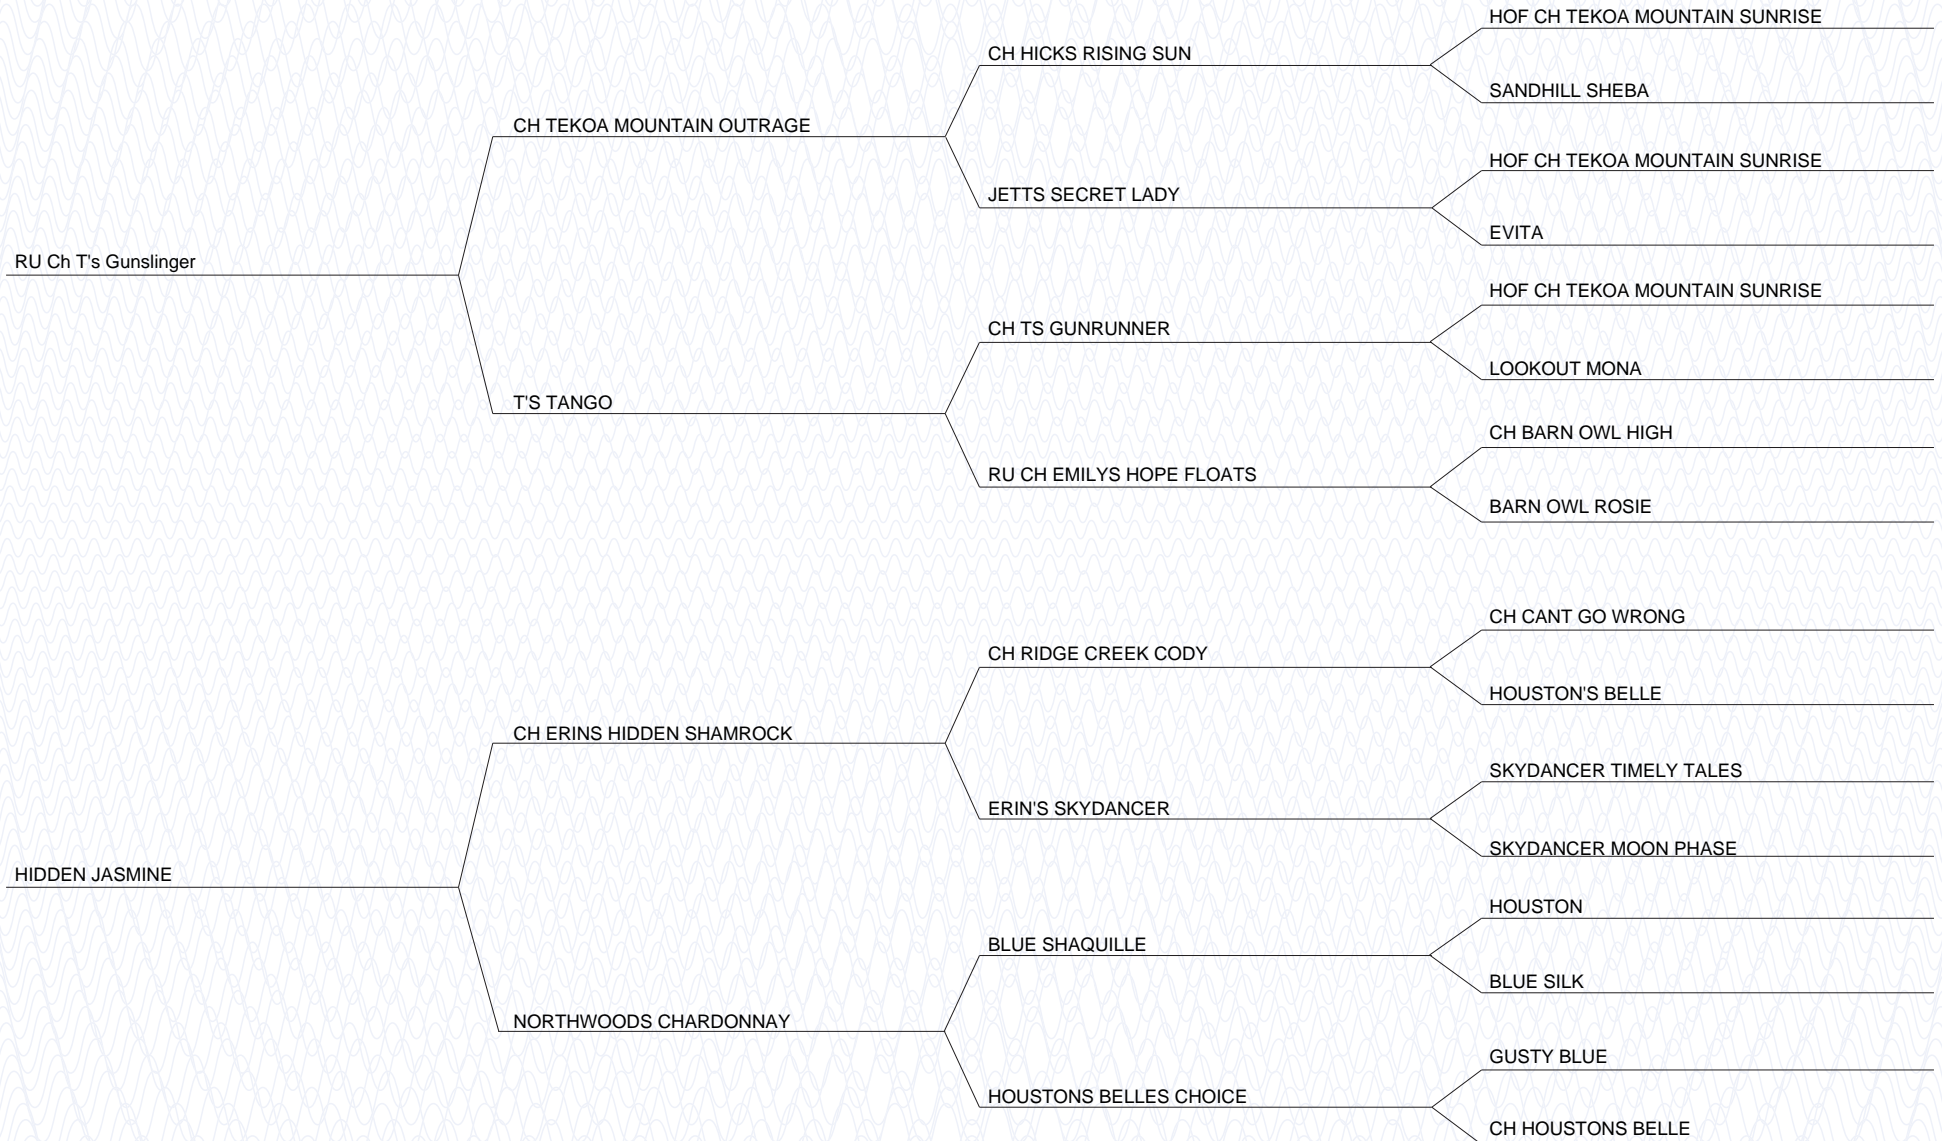 HOF CH TEKOA MOUNTAIN SUNRISE
CH HICKS RISING SUN
SANDHILL SHEBA
CH TEKOA MOUNTAIN OUTRAGE
HOF CH TEKOA MOUNTAIN SUNRISE
JETTS SECRET LADY
EVITA
RU Ch T's Gunslinger
HOF CH TEKOA MOUNTAIN SUNRISE
CH TS GUNRUNNER
LOOKOUT MONA
T'S TANGO
CH BARN OWL HIGH
RU CH EMILYS HOPE FLOATS
BARN OWL ROSIE
CH CANT GO WRONG
CH RIDGE CREEK CODY
HOUSTON'S BELLE
CH ERINS HIDDEN SHAMROCK
SKYDANCER TIMELY TALES
ERIN'S SKYDANCER
SKYDANCER MOON PHASE
HIDDEN JASMINE
HOUSTON
BLUE SHAQUILLE
BLUE SILK
NORTHWOODS CHARDONNAY
GUSTY BLUE
HOUSTONS BELLES CHOICE
CH HOUSTONS BELLE